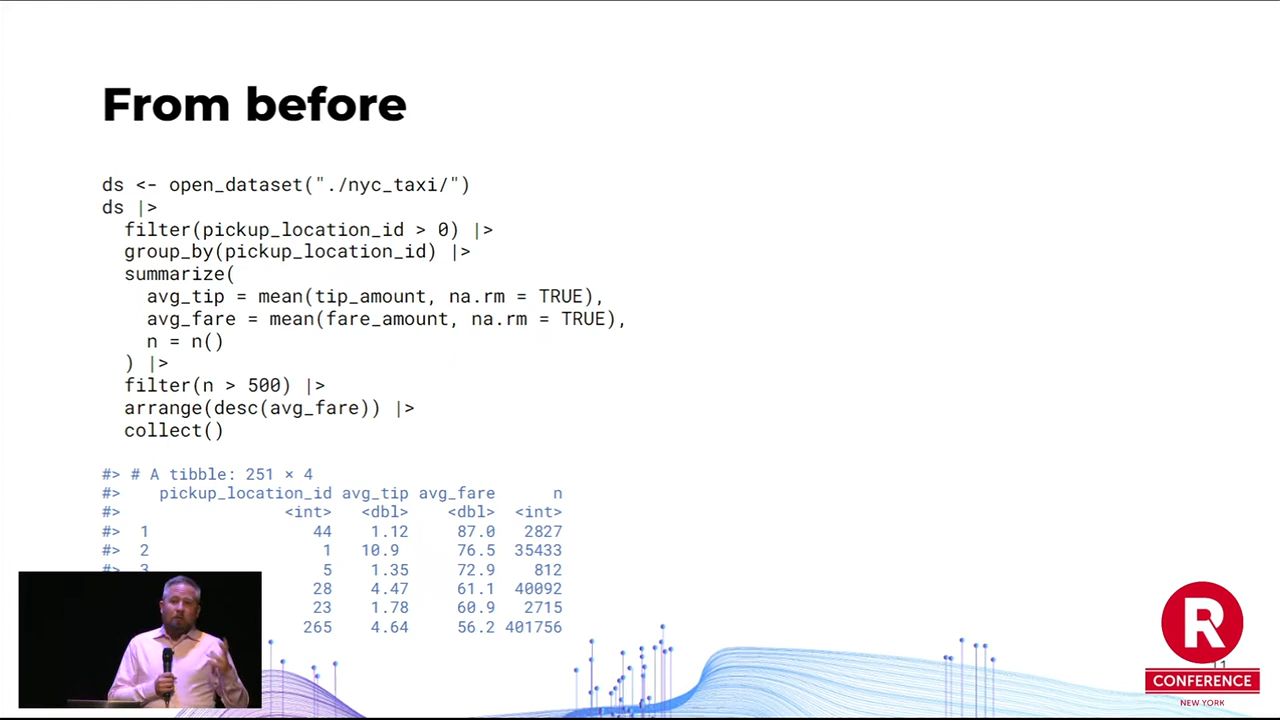 From before
ds <- open_dataset("./nyc_taxi/")
ds |>
  filter(pickup_location_id > 0) |>
  group_by(pickup_location_id) |>
  summarize(
    avg_tip = mean(tip_amount, na.rm = TRUE),
    avg_fare = mean(fare_amount, na.rm = TRUE),
    n = n()
  ) |>
  filter(n > 500) |>
  arrange(desc(avg_fare)) |>
  collect()
#> # A tibble: 251 × 4
#>    pickup_location_id avg_tip avg_fare      n
#>                 <int>   <dbl>    <dbl>  <int>
#>  1                 44    1.12     87.0   2827
#>  2                  1   10.9      76.5  35433
#>  3                  5    1.35     72.9    812
                    28    4.47     61.1  40092
                    23    1.78     60.9   2715
                   265    4.64     56.2 401756
R
11
CONFERENCE
NEW YORK